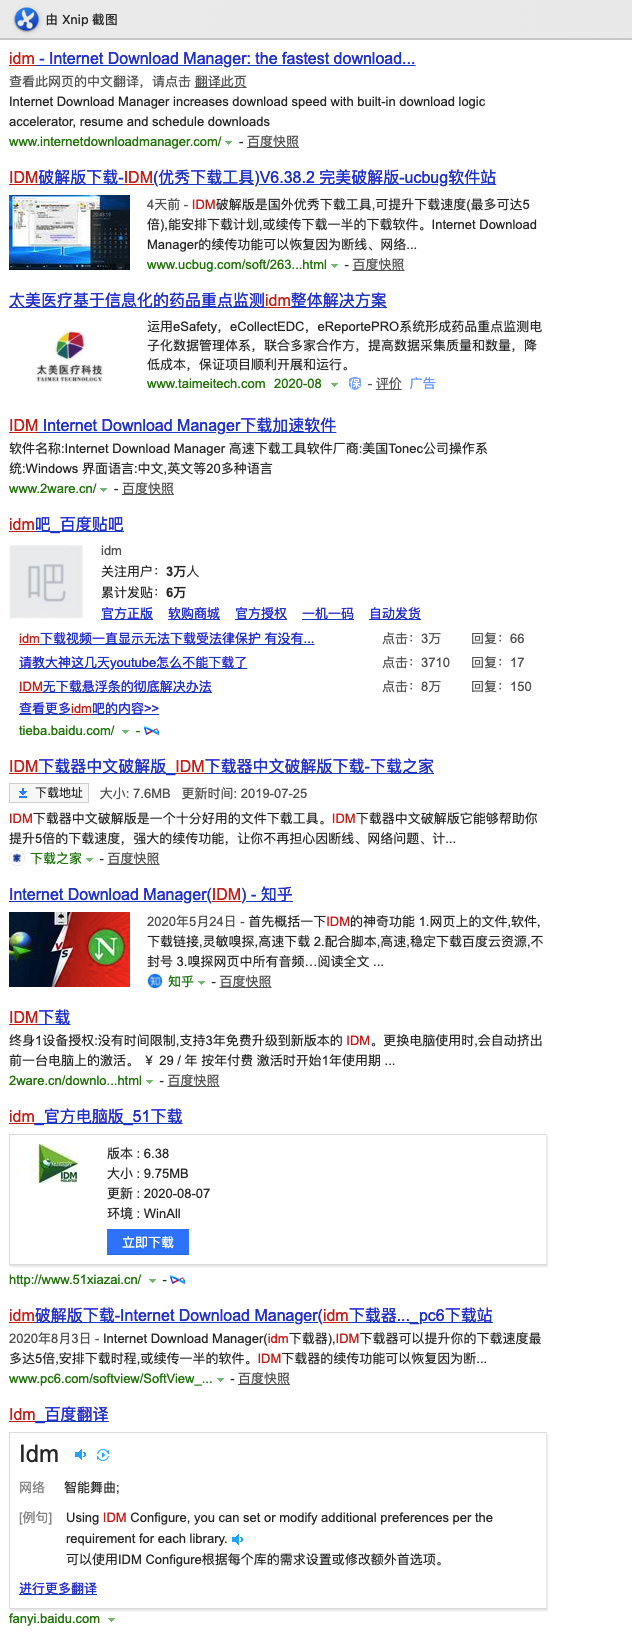 由 Xnip 截图
idm - Internet Download Manager: the fastest download...
查看此网页的中文翻译，请点击 翻译此页
Internet Download Manager increases download speed with built-in download logic
accelerator, resume and schedule downloads
www.internetdownloadmanager.com/ - 百度快照
IDM破解版下载-IDM(优秀下载工具)V6.38.2 完美破解版-ucbug软件站
4天前 - IDM破解版是国外优秀下载工具,可提升下载速度(最多可达5
倍),能安排下载计划,或续传下载一半的下载软件。Internet Download
Manager的续传功能可以恢复因为断线、网络...
www.ucbug.com/soft/263...html - 百度快照
太美医疗基于信息化的药品重点监测idm整体解决方案
太美医疗科技
TAIMEI TECHNOLOGY
运用eSafety，eCollectEDC，eReportePRO系统形成药品重点监测电
子化数据管理体系，联合多家合作方，提高数据采集质量和数量，降
低成本，保证项目顺利开展和运行。
www.taimeitech.com 2020-08 保 - 评价 广告
IDM Internet Download Manager下载加速软件
软件名称:Internet Download Manager 高速下载工具软件厂商:美国Tonec公司操作系
统:Windows 界面语言:中文,英文等20多种语言
www.2ware.cn/ - 百度快照
idm吧_百度贴吧
吧
idm
关注用户：3万人
累计发贴：6万
官方正版 软购商城 官方授权 一机一码 自动发货
idm下载视频一直显示无法下载受法律保护 有没有... 点击：3万 回复：66
请教大神这几天youtube怎么不能下载了 点击：3710 回复：17
IDM无下载悬浮条的彻底解决办法 点击：8万 回复：150
查看更多idm吧的内容>>
tieba.baidu.com/ -
IDM下载器中文破解版_IDM下载器中文破解版下载-下载之家
下载地址 大小: 7.6MB 更新时间: 2019-07-25
IDM下载器中文破解版是一个十分好用的文件下载工具。IDM下载器中文破解版它能够帮助你
提升5倍的下载速度，强大的续传功能，让你不再担心因断线、网络问题、计...
家 下载之家 - 百度快照
Internet Download Manager(IDM) - 知乎
VS N
2020年5月24日 - 首先概括一下IDM的神奇功能 1.网页上的文件,软件,
下载链接,灵敏嗅探,高速下载 2.配合脚本,高速,稳定下载百度云资源,不
封号 3.嗅探网页中所有音频…阅读全文 ...
知 知乎 - 百度快照
IDM下载
终身1设备授权:没有时间限制,支持3年免费升级到新版本的 IDM。更换电脑使用时,会自动挤出
前一台电脑上的激活。 ￥ 29 / 年 按年付费 激活时开始1年使用期 ...
2ware.cn/downlo...html - 百度快照
idm_官方电脑版_51下载
IDM
版本 : 6.38
大小 : 9.75MB
更新 : 2020-08-07
环境 : WinAll
立即下载
http://www.51xiazai.cn/ -
idm破解版下载-Internet Download Manager(idm下载器..._pc6下载站
2020年8月3日 - Internet Download Manager(idm下载器),IDM下载器可以提升你的下载速度最
多达5倍,安排下载时程,或续传一半的软件。IDM下载器的续传功能可以恢复因为断...
www.pc6.com/softview/SoftView_... - 百度快照
Idm_百度翻译
Idm
网络 智能舞曲;
[例句] Using IDM Configure, you can set or modify additional preferences per the
requirement for each library.
可以使用IDM Configure根据每个库的需求设置或修改额外首选项。
进行更多翻译
fanyi.baidu.com